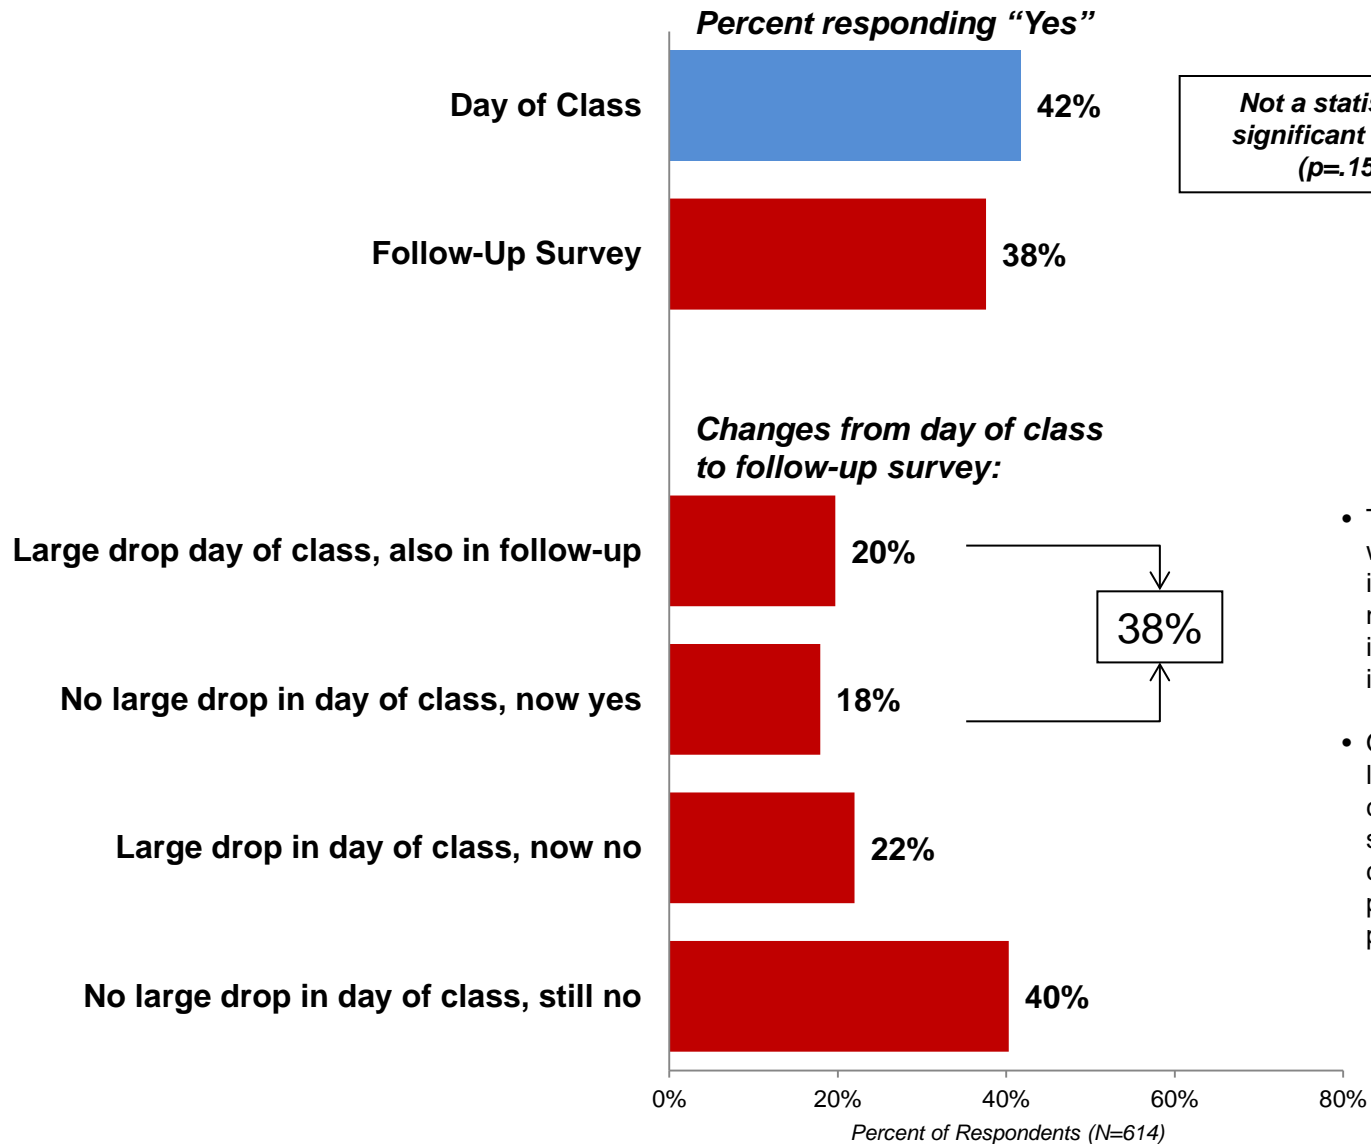 Percent responding “Yes”
Day of Class
42%
Not a
significant
(p=.15
Follow-Up Survey
38%
Changes from day of class
to follow-up survey:
Large drop day of class, also in follow-up
20%
38%
No large drop in day of class, now yes
18%
Large drop in day of class, now no
22%
No large drop in day of class, still no
40%
0%
20%
40%
60%
80%
Percent of Respondents (N=614)